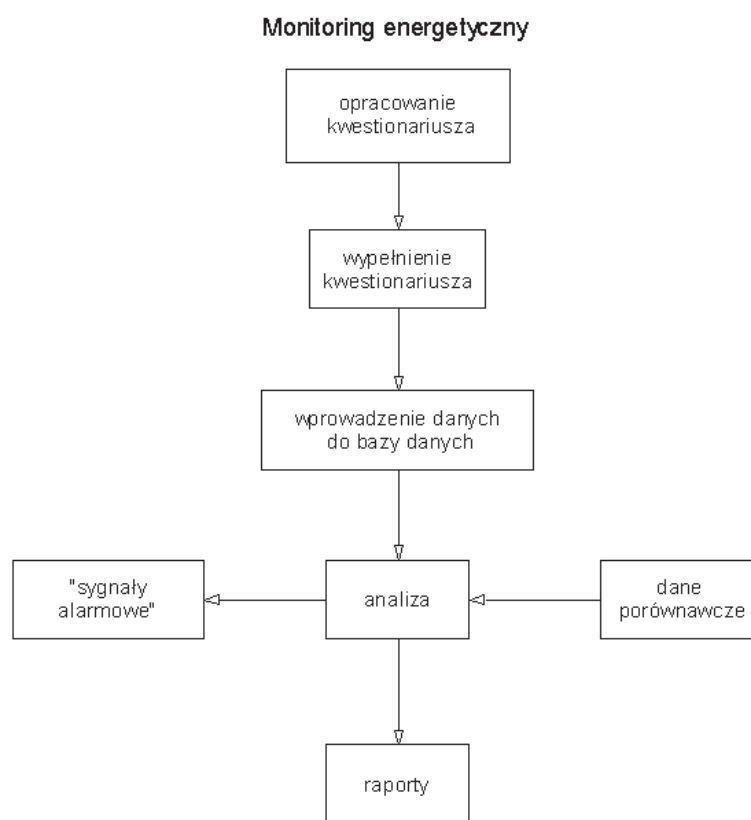 Monitoring energetyczny
opracowanie
kwestionariusza
wypełnienie
kwestionariusza
wprowadzenie danych
do bazy danych
"sygnały
alarmowe"
analiza
dane
porównawcze
raporty